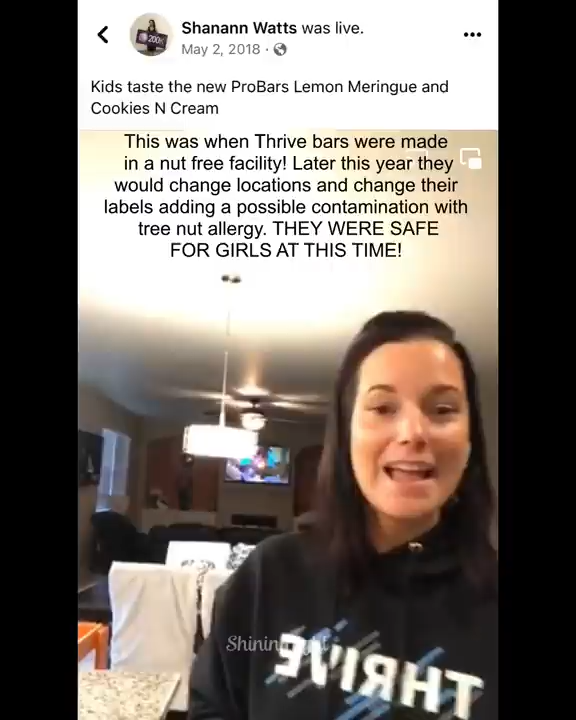 Shanann Watts was live.
May 2, 2018 ·
Kids taste the new ProBars Lemon Meringue and
Cookies N Cream
This was when Thrive bars were made
in a nut free facility! Later this year they
would change locations and change their
labels adding a possible contamination with
tree nut allergy. THEY WERE SAFE
FOR GIRLS AT THIS TIME!
THRIVE